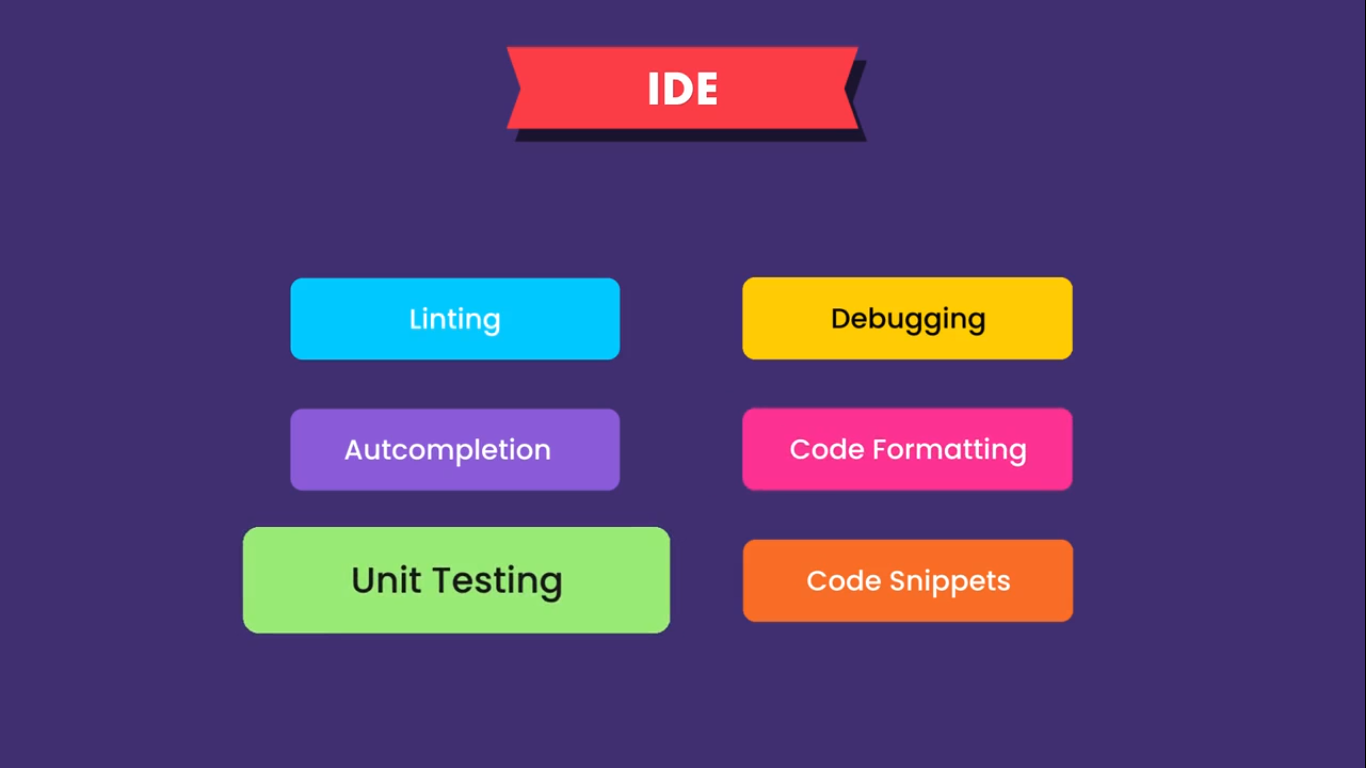 IDE
Linting
Debugging
Autcompletion
Code Formatting
Unit Testing
Code Snippets